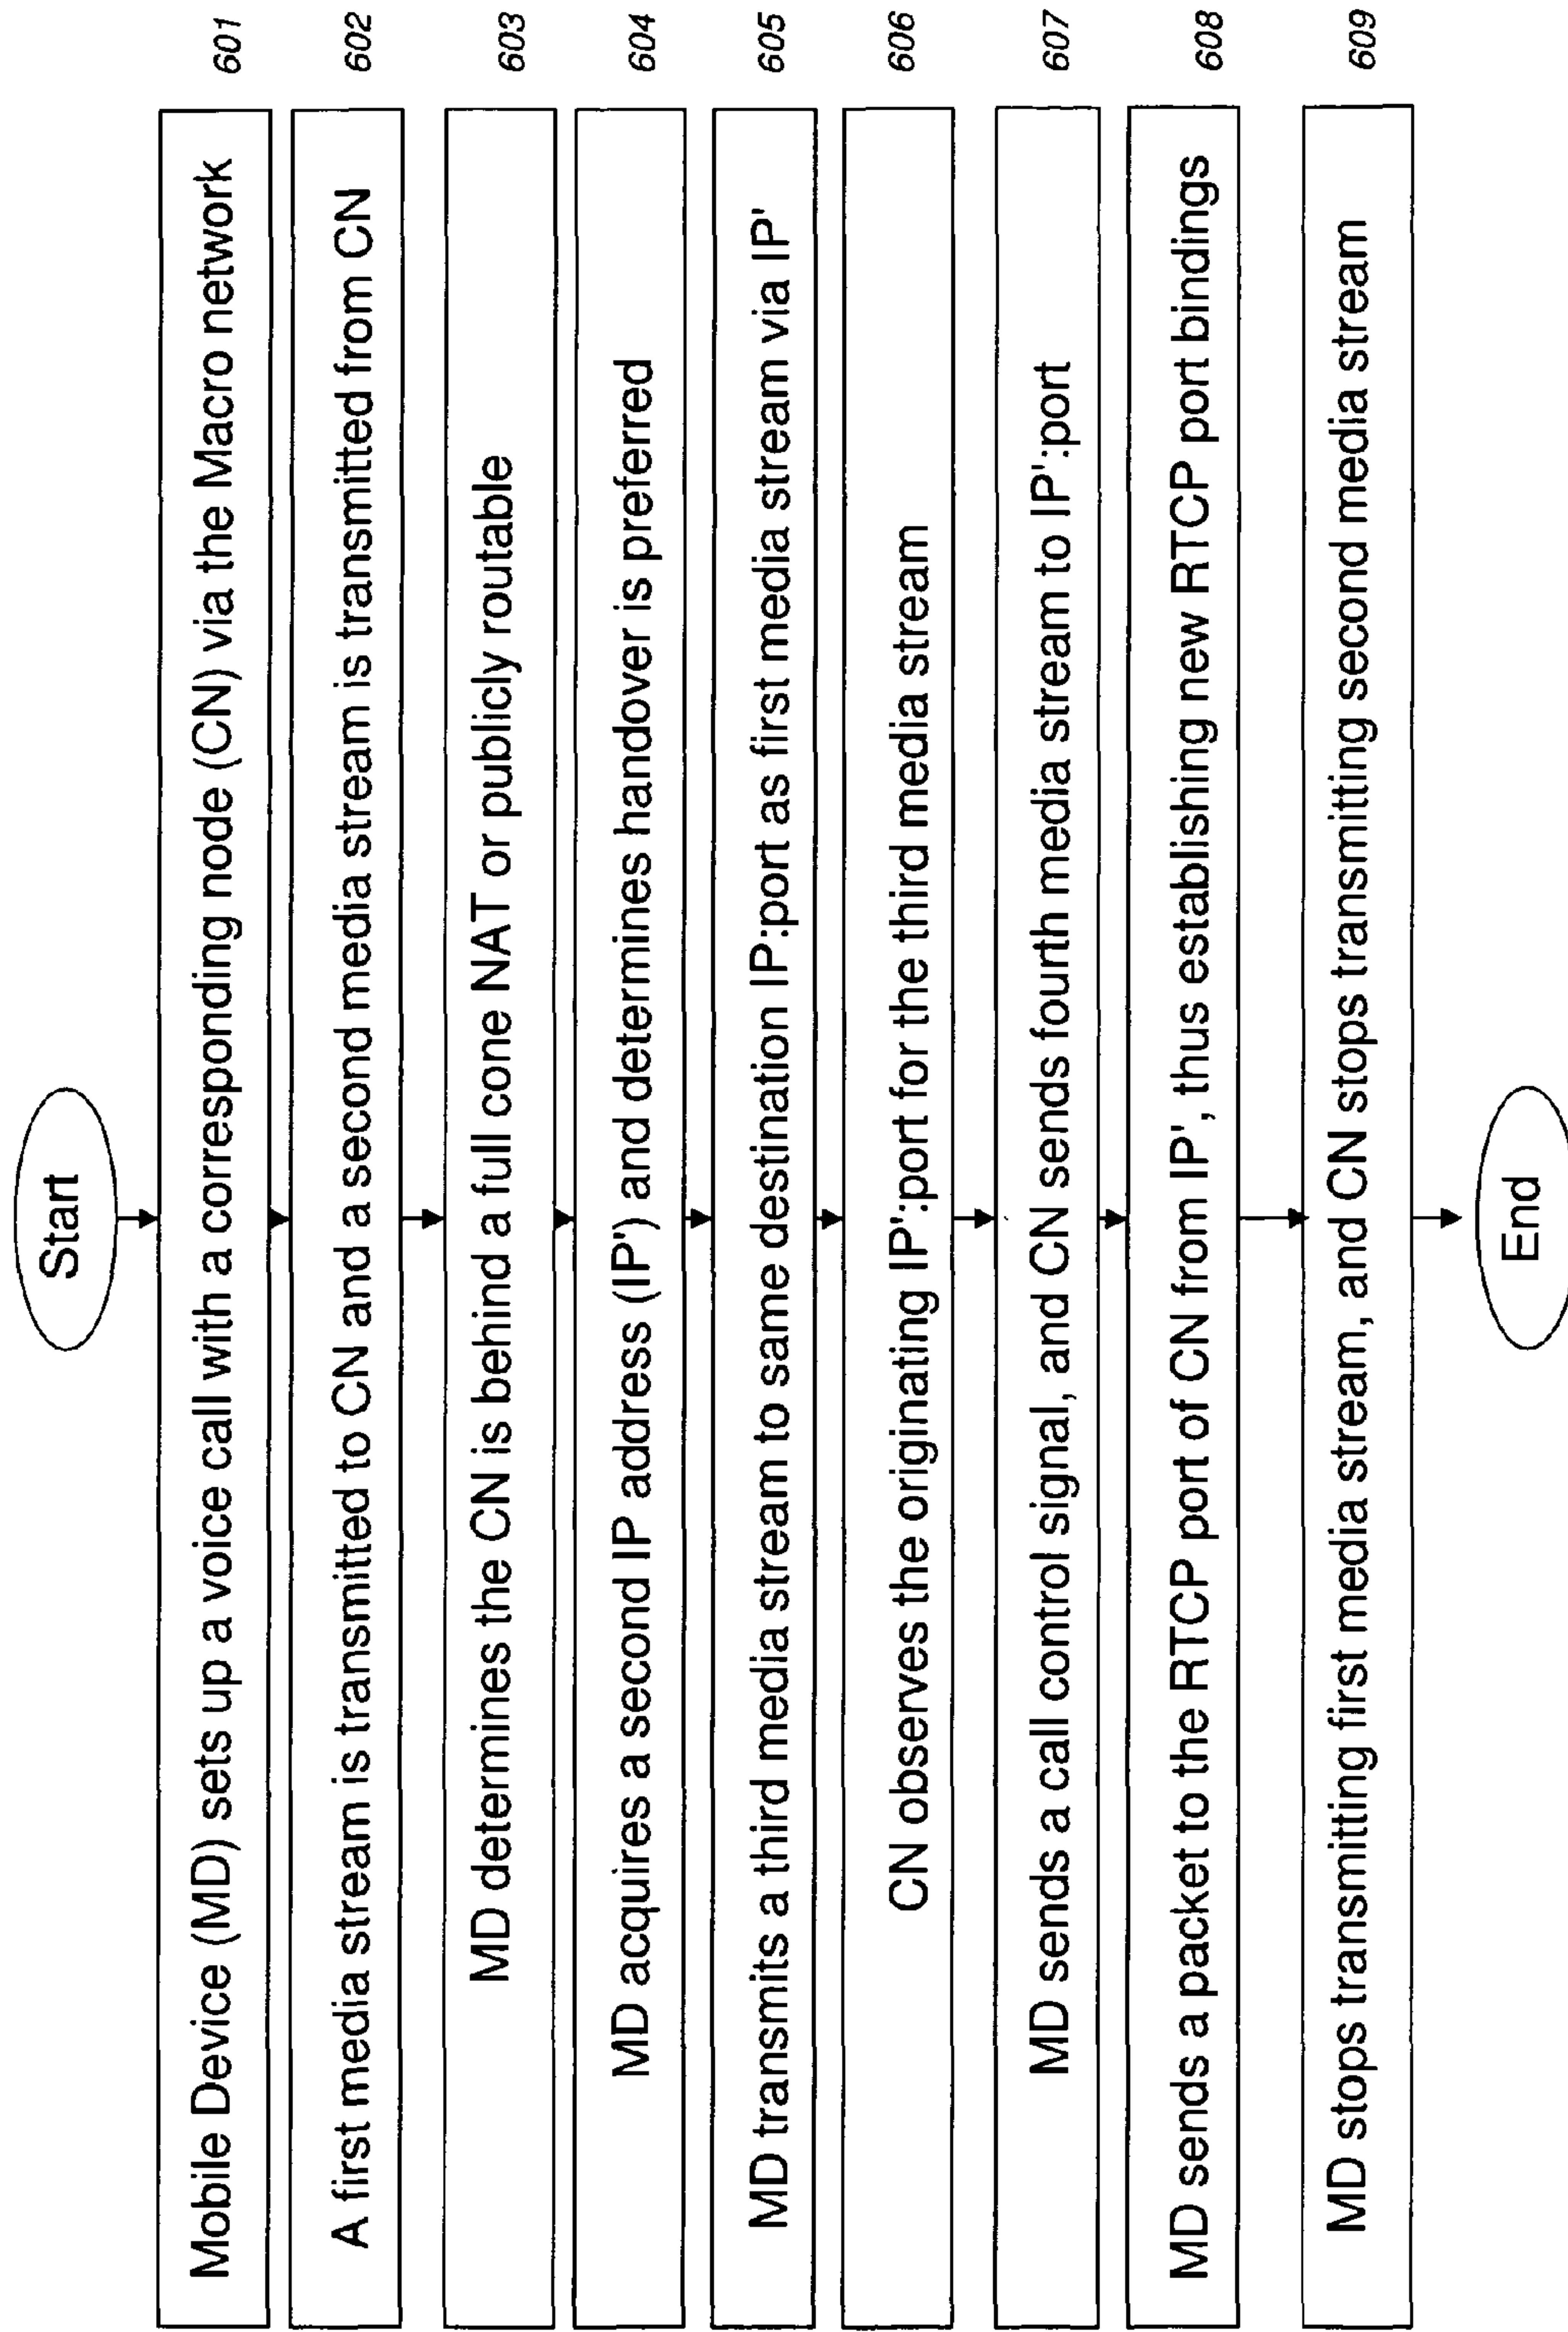 Start
Mobile Device (MD) sets up a voice call with a corresponding node (CN) via the Macro network 601
A first media stream is transmitted to CN and a second media stream is transmitted from CN 602
MD determines the CN is behind a full cone NAT or publicly routable 603
MD acquires a second IP address (IP') and determines handover is preferred 604
MD transmits a third media stream to same destination IP:port as first media stream via IP' 605
CN observes the originating IP':port for the third media stream 606
MD sends a call control signal, and CN sends fourth media stream to IP':port 607
MD sends a packet to the RTCP port of CN from IP', thus establishing new RTCP port bindings 608
MD stops transmitting first media stream, and CN stops transmitting second media stream 609
End